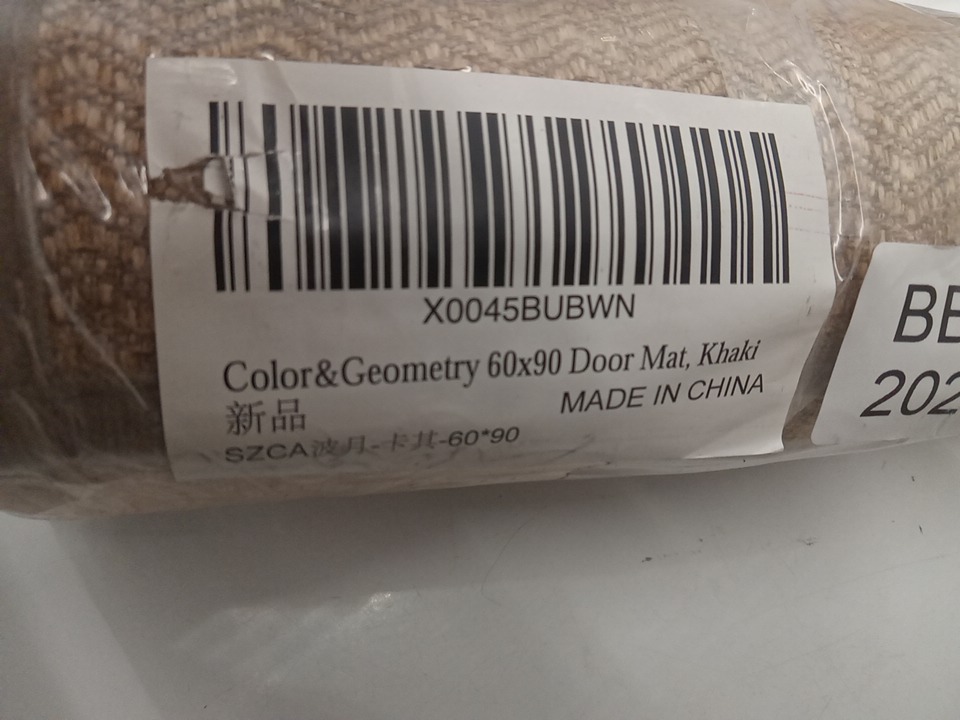 X0045BUBWN
Color&Geometry 60x90 Door Mat, Khaki
新品
MADE IN CHINA
SZCA波月-卡其-60*90
202